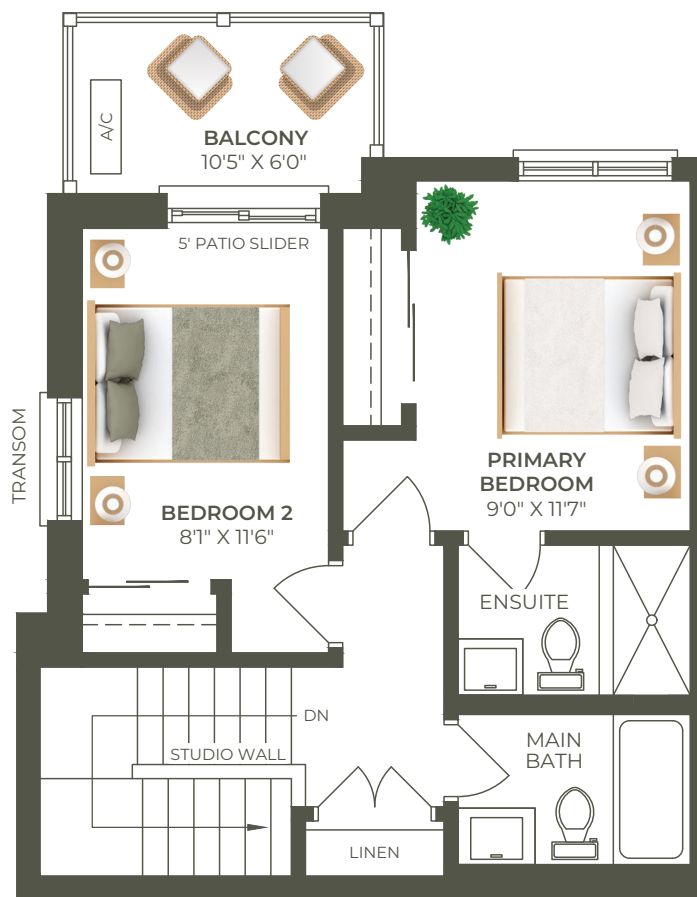 A/C
BALCONY
10'5" X 6'0"
5' PATIO SLIDER
TRANSOM
PRIMARY
BEDROOM
9'0" X 11'7"
BEDROOM 2
8'1" X 11'6"
ENSUITE
DN
STUDIO WALL
MAIN
BATH
LINEN